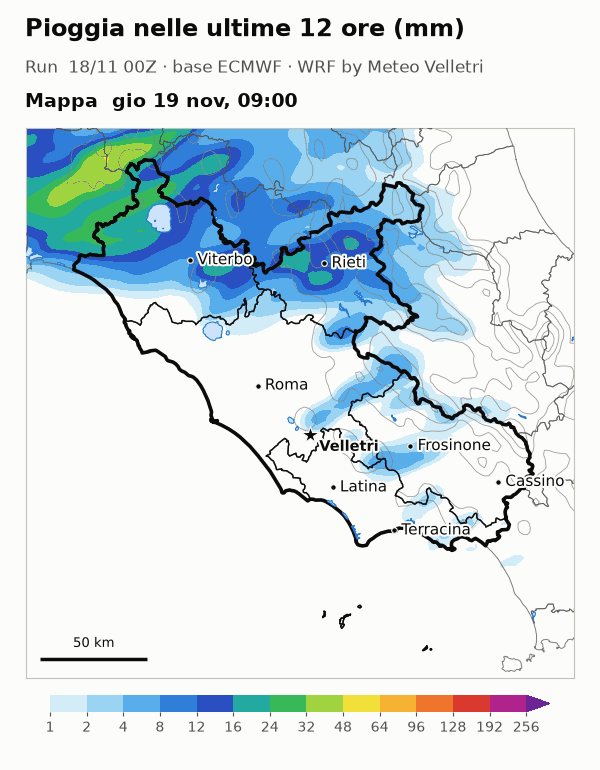 Pioggia nelle ultime 12 ore (mm)
Run  18/11 00Z · base ECMWF · WRF by Meteo Velletri
Mappa  gio 19 nov, 09:00
Viterbo
Rieti
Roma
Velletri
Frosinone
Cassino
Latina
Terracina
50 km
1 2 4 8 12 16 24 32 48 64 96 128 192 256